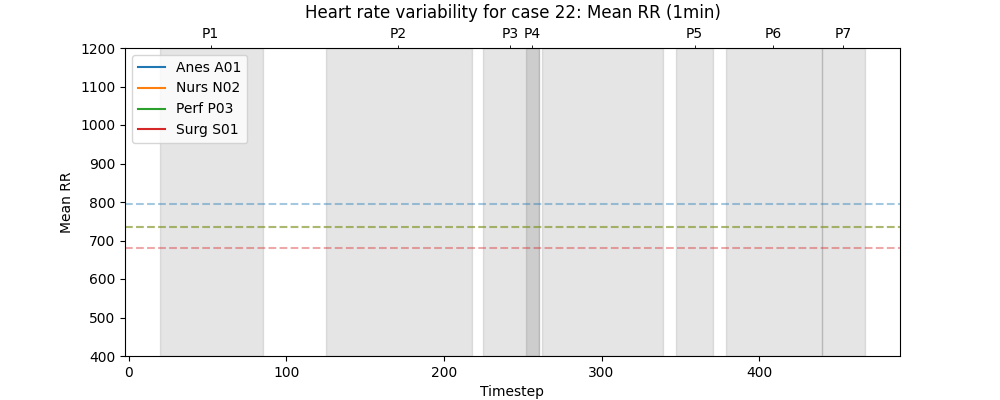 Heart rate variability for case 22: Mean RR (1min)
P1 P2 P3 P4 P5 P6 P7
1200
1100
1000
900
800
700
600
500
400
Mean RR
Anes A01
Nurs N02
Perf P03
Surg S01
0 100 200 300 400
Timestep